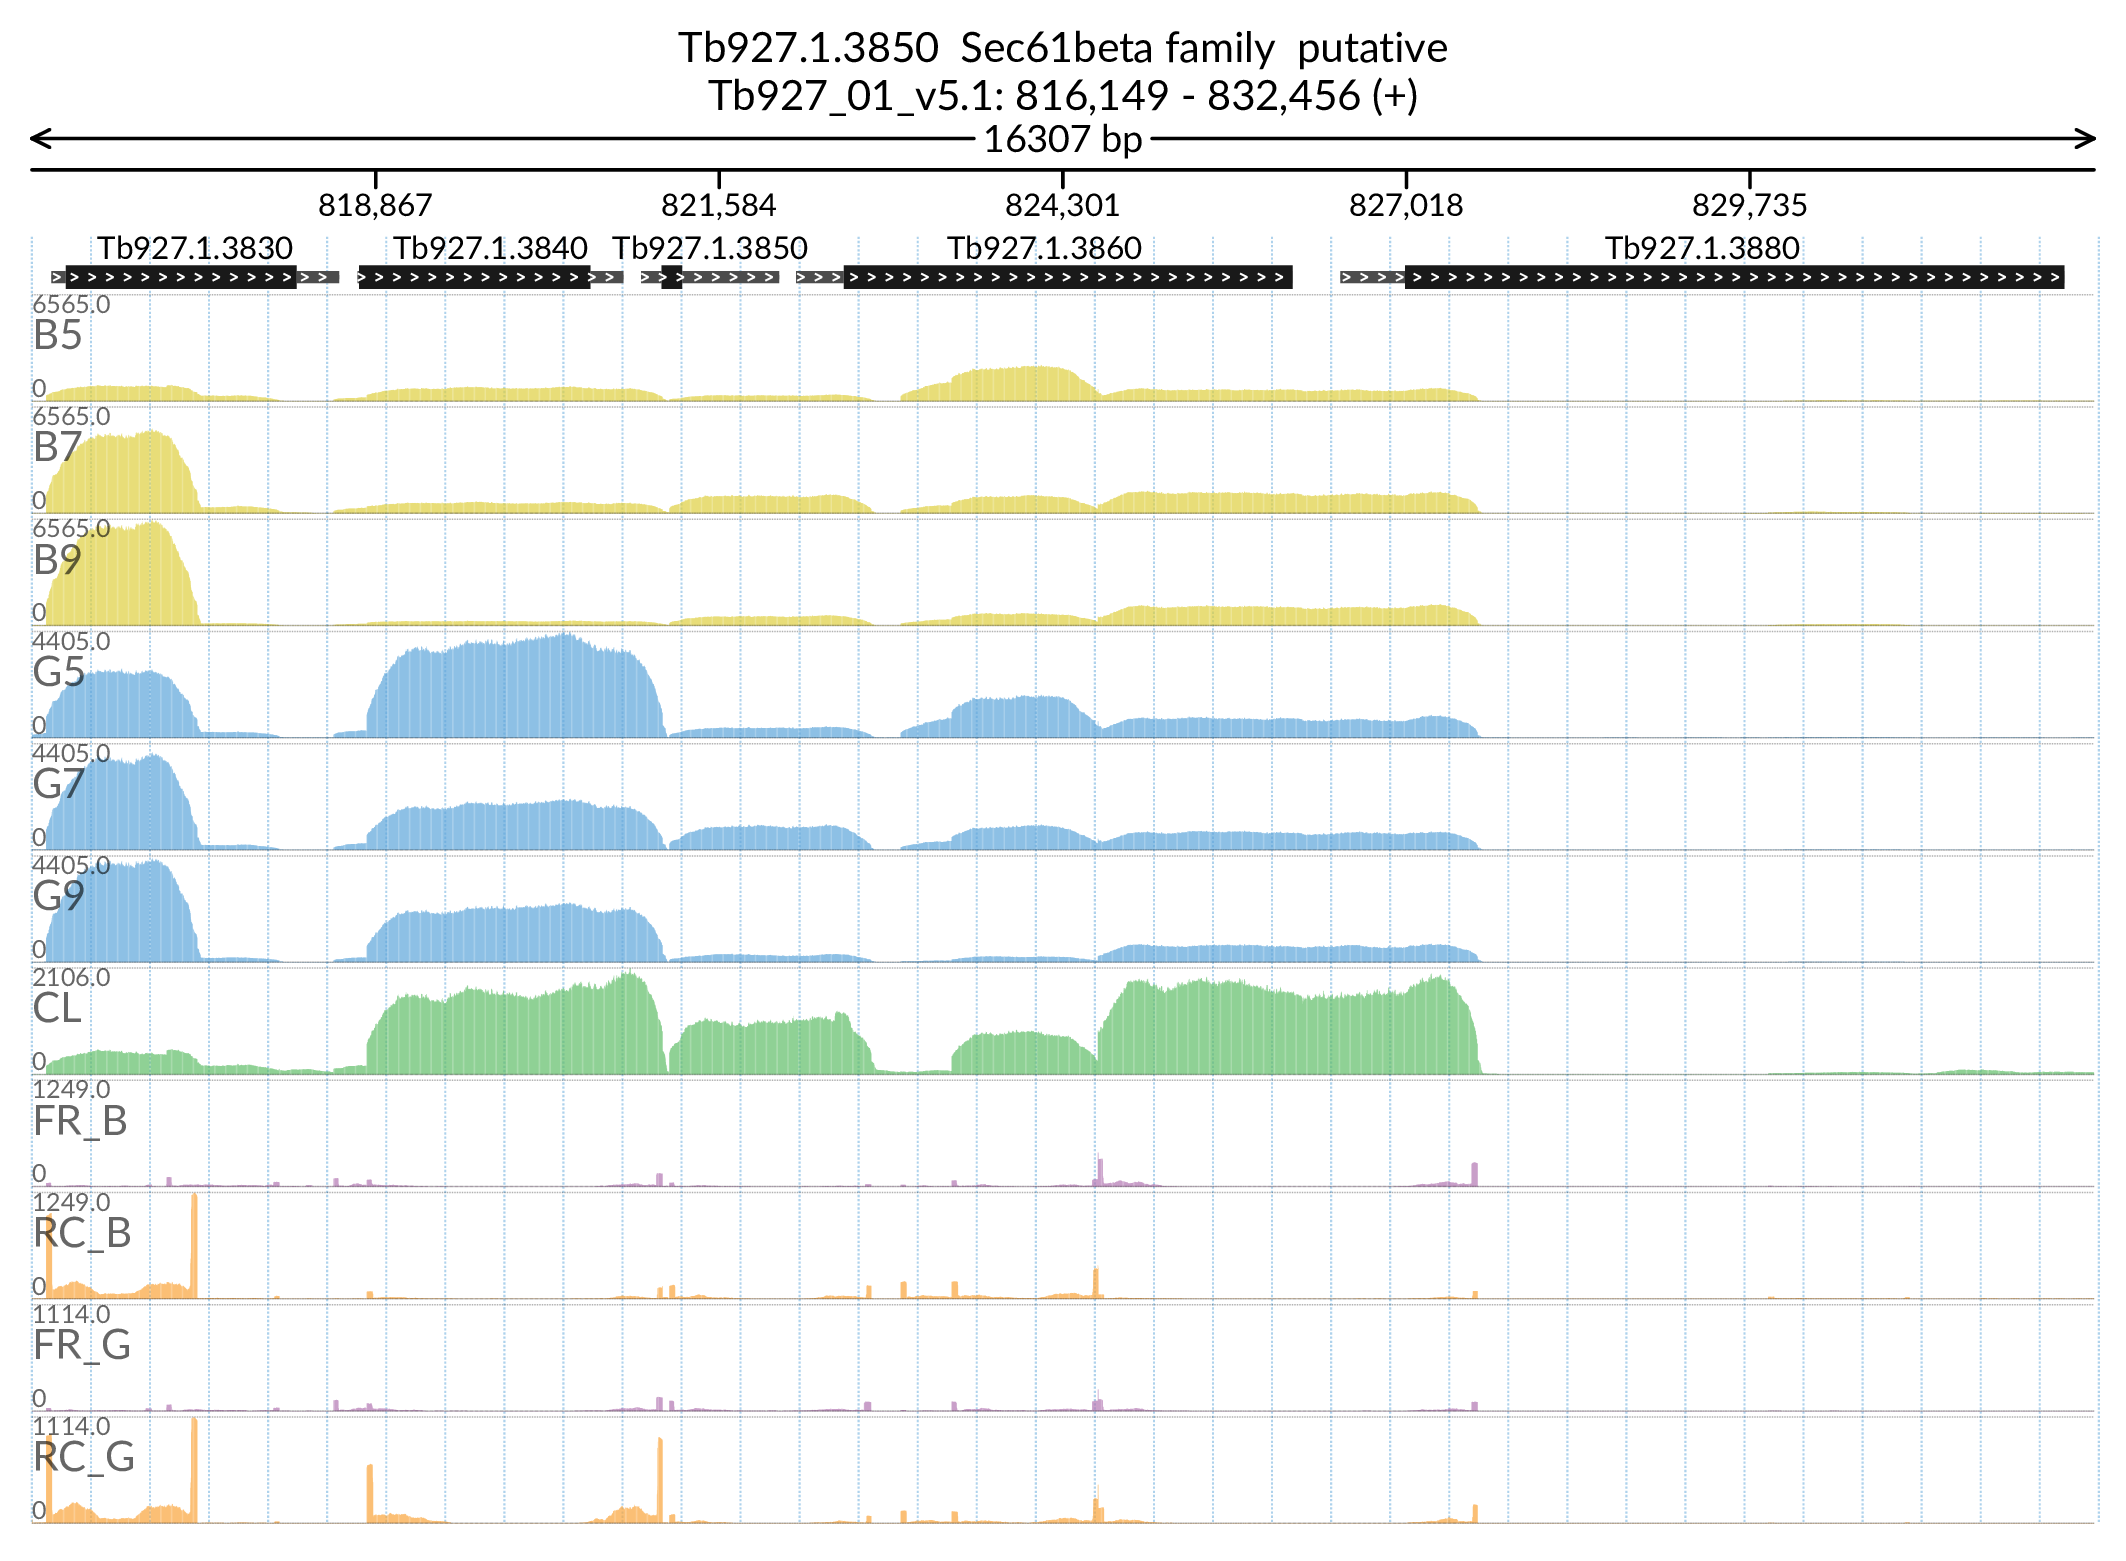 Tb927.1.3850  Sec61beta family  putative
Tb927_01_v5.1: 816,149 - 832,456 (+)
16307 bp
818,867 821,584 824,301 827,018 829,735
Tb927.1.3830 Tb927.1.3840 Tb927.1.3850 Tb927.1.3860 Tb927.1.3880
6565.0
B5
0
6565.0
B7
0
6565.0
B9
0
4405.0
G5
0
4405.0
G7
0
4405.0
G9
0
2106.0
CL
0
1249.0
FR_B
0
1249.0
RC_B
0
1114.0
FR_G
0
1114.0
RC_G
0